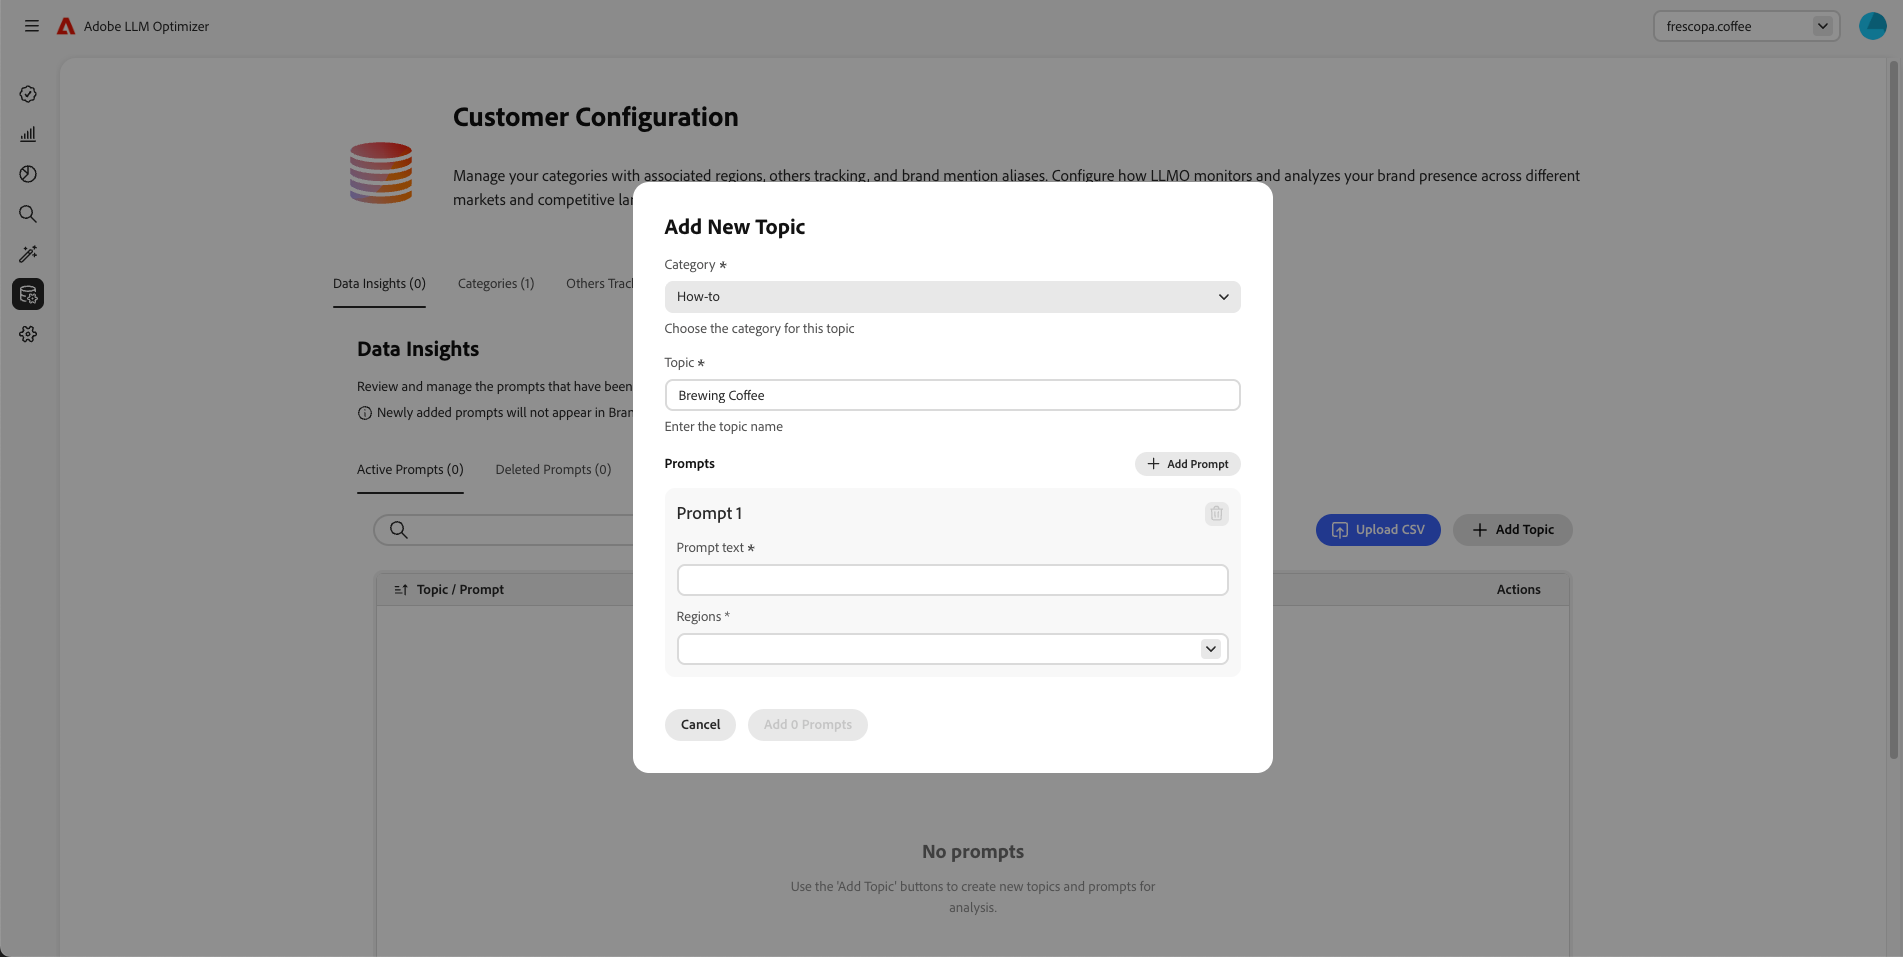 Adobe LLM Optimizer
frescopa.coffee
Customer Configuration
Manage your categories with associated regions, others tracking, and brand mention aliases. Configure how LLMO monitors and analyzes your brand presence across different
markets and competitive
Data Insights (0)
Categories (1)
Others
Data Insights
Review and manage the prompts that have been
Newly added prompts will not appear in
Active Prompts (0)
Deleted Prompts (0)
Upload CSV
Add Topic
Topic / Prompt
Actions
No prompts
Use the 'Add Topic' buttons to create new topics and prompts for
analysis.
Add New Topic
Category *
How-to
Choose the category for this topic
Topic *
Brewing Coffee
Enter the topic name
Prompts
Add Prompt
Prompt 1
Prompt text *
Regions *
Cancel
Add 0 Prompts